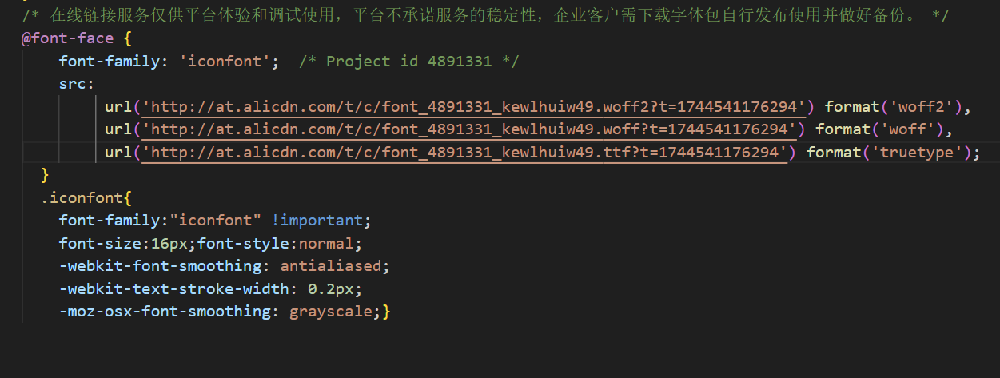 /* 在线链接服务仅供平台体验和调试使用，平台不承诺服务的稳定性，企业客户需下载字体包自行发布使用并做好备份。 */
@font-face {
font-family: 'iconfont'; /* Project id 4891331 */
src:
url('http://at.alicdn.com/t/c/font_4891331_kewlhuiw49.woff2?t=1744541176294') format('woff2'),
url('http://at.alicdn.com/t/c/font_4891331_kewlhuiw49.woff?t=1744541176294') format('woff'),
url('http://at.alicdn.com/t/c/font_4891331_kewlhuiw49.ttf?t=1744541176294') format('truetype');
}
.iconfont{
font-family:"iconfont" !important;
font-size:16px;font-style:normal;
-webkit-font-smoothing: antialiased;
-webkit-text-stroke-width: 0.2px;
-moz-osx-font-smoothing: grayscale;}